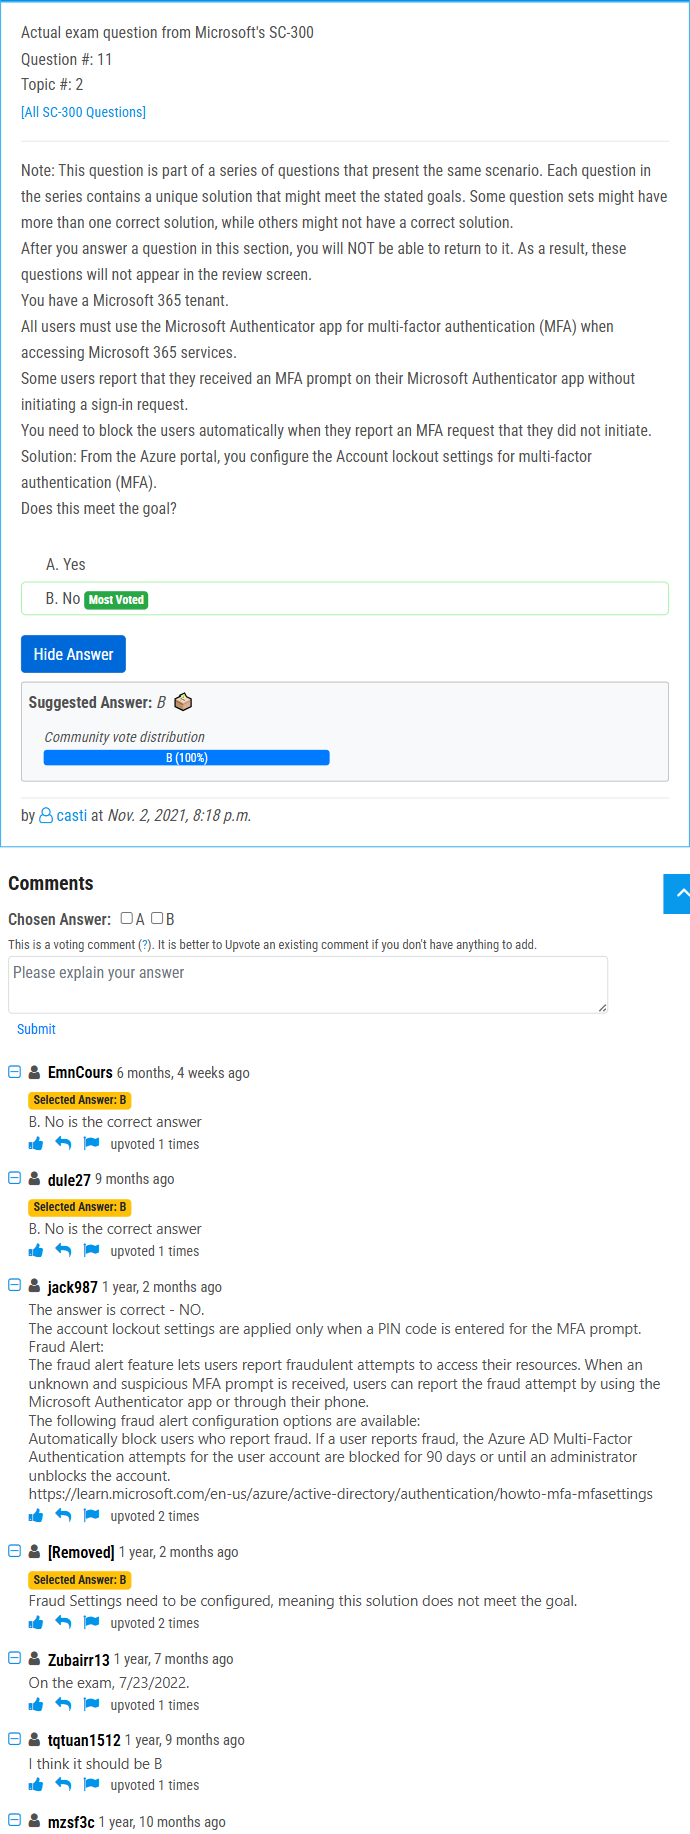 Actual exam question from Microsoft's SC-300
Question #: 11
Topic #: 2
[All SC-300 Questions]
Note: This question is part of a series of questions that present the same scenario. Each question in
the series contains a unique solution that might meet the stated goals. Some question sets might have
more than one correct solution, while others might not have a correct solution.
After you answer a question in this section, you will NOT be able to return to it. As a result, these
questions will not appear in the review screen.
You have a Microsoft 365 tenant.
All users must use the Microsoft Authenticator app for multi-factor authentication (MFA) when
accessing Microsoft 365 services.
Some users report that they received an MFA prompt on their Microsoft Authenticator app without
initiating a sign-in request.
You need to block the users automatically when they report an MFA request that they did not initiate.
Solution: From the Azure portal, you configure the Account lockout settings for multi-factor
authentication (MFA).
Does this meet the goal?
A. Yes
B. No Most Voted
Hide Answer
Suggested Answer: B
Community vote distribution
B (100%)
by casti at Nov. 2, 2021, 8:18 p.m.
Comments
Chosen Answer: A B
This is a voting comment (?). It is better to Upvote an existing comment if you don't have anything to add.
Please explain your answer
Submit
EmnCours 6 months, 4 weeks ago
Selected Answer: B
B. No is the correct answer
upvoted 1 times
dule27 9 months ago
Selected Answer: B
B. No is the correct answer
upvoted 1 times
jack987 1 year, 2 months ago
The answer is correct - NO.
The account lockout settings are applied only when a PIN code is entered for the MFA prompt.
Fraud Alert:
The fraud alert feature lets users report fraudulent attempts to access their resources. When an
unknown and suspicious MFA prompt is received, users can report the fraud attempt by using the
Microsoft Authenticator app or through their phone.
The following fraud alert configuration options are available:
Automatically block users who report fraud. If a user reports fraud, the Azure AD Multi-Factor
Authentication attempts for the user account are blocked for 90 days or until an administrator
unblocks the account.
https://learn.microsoft.com/en-us/azure/active-directory/authentication/howto-mfa-mfasettings
upvoted 2 times
[Removed] 1 year, 2 months ago
Selected Answer: B
Fraud Settings need to be configured, meaning this solution does not meet the goal.
upvoted 2 times
Zubairr13 1 year, 7 months ago
On the exam, 7/23/2022.
upvoted 1 times
tqtuan1512 1 year, 9 months ago
I think it should be B
upvoted 1 times
mzsf3c 1 year, 10 months ago